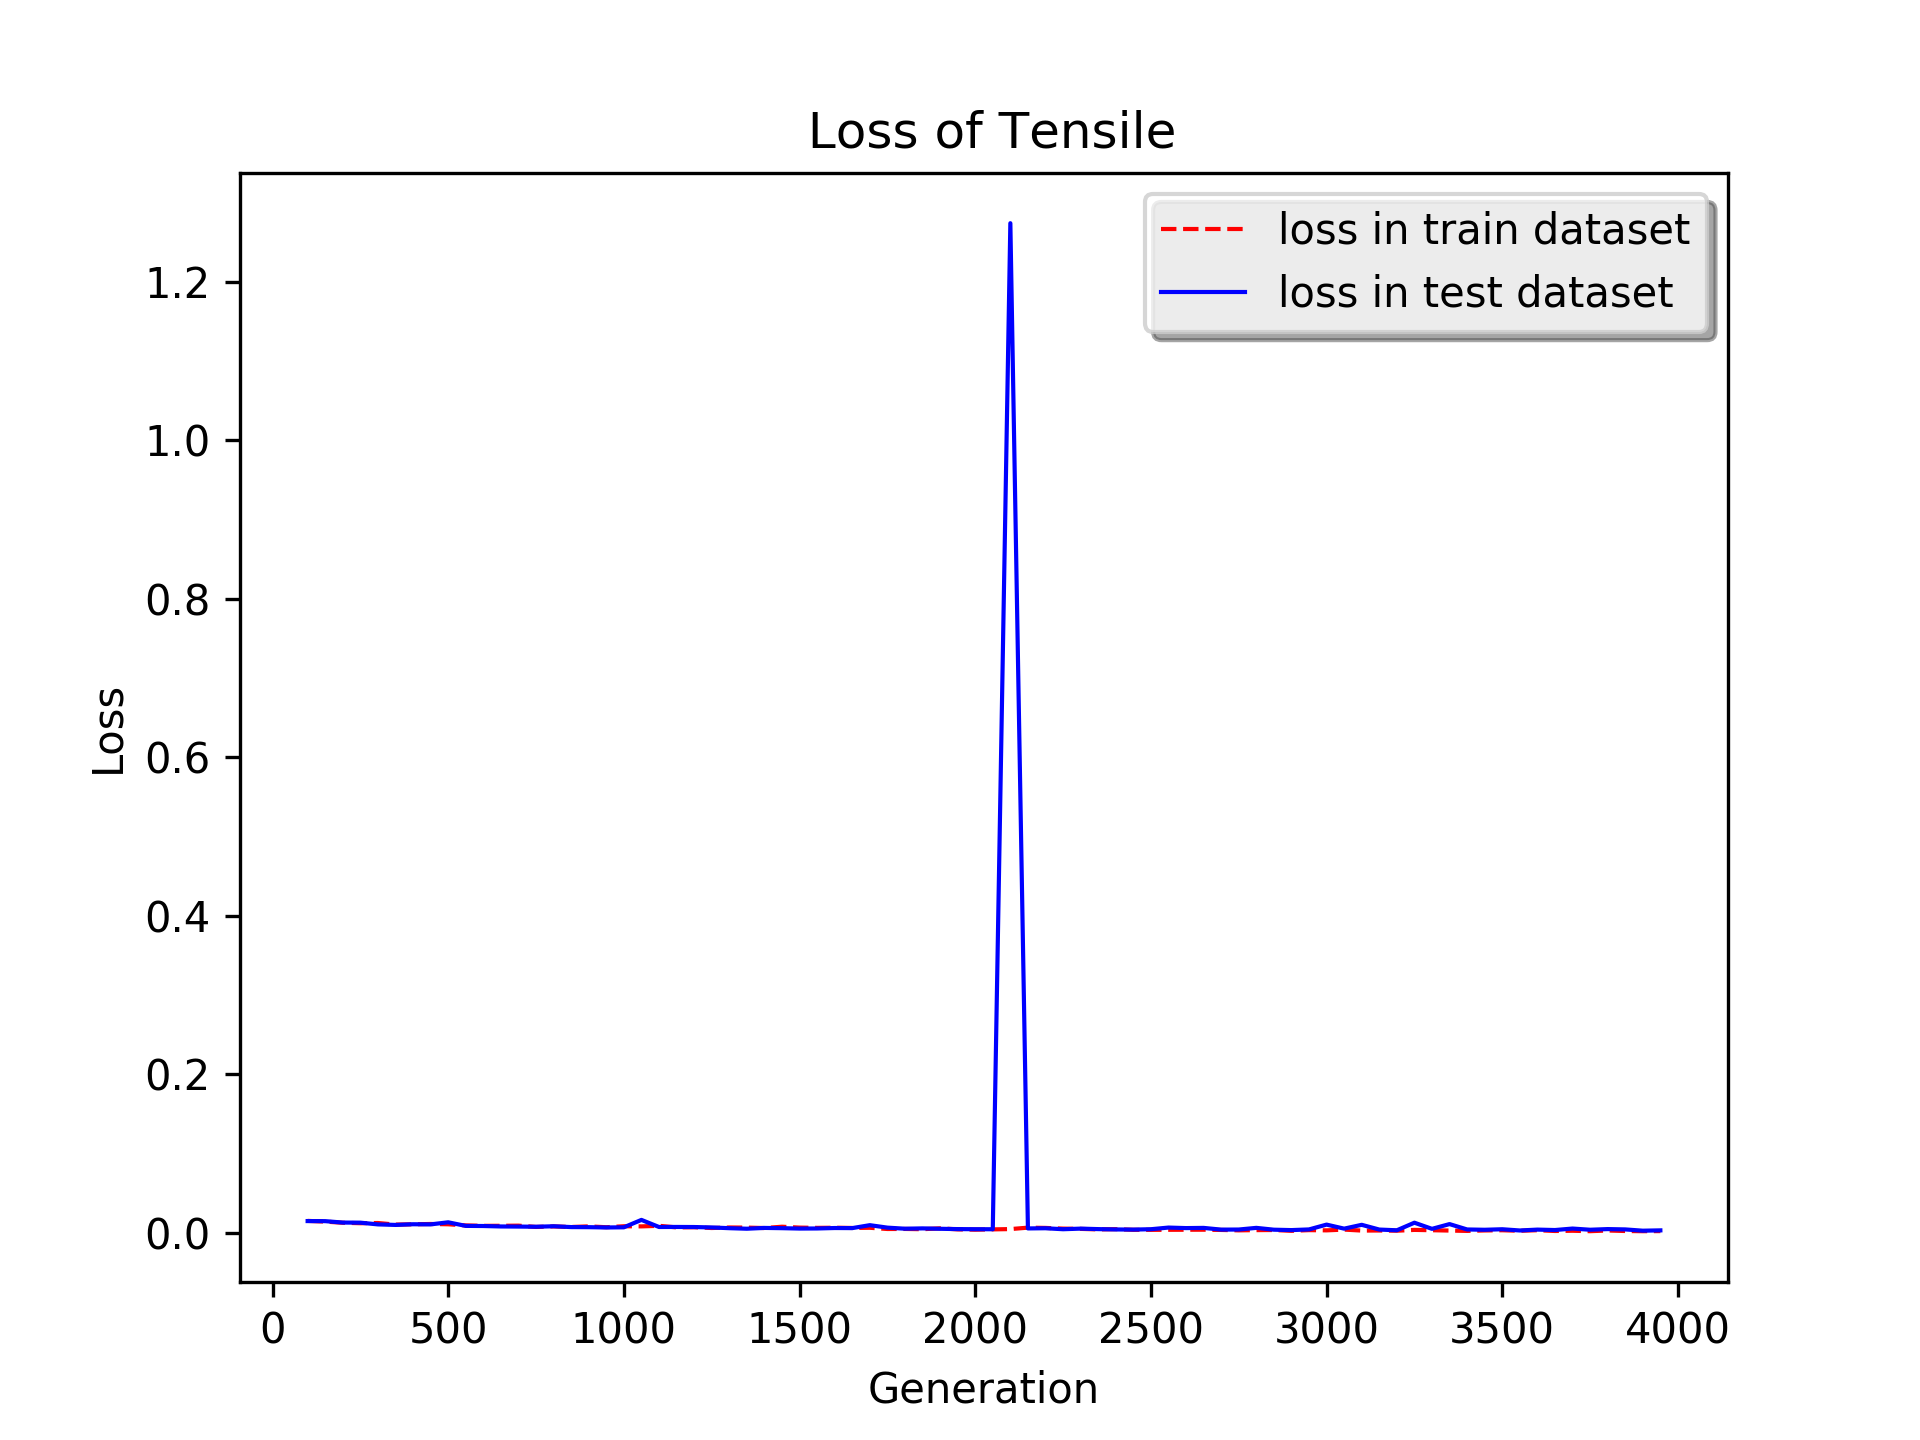 Loss of Tensile
loss in train dataset
loss in test dataset
1.2
1.0
0.8
0.6
0.4
0.2
0.0
Loss
0 500 1000 1500 2000 2500 3000 3500 4000
Generation